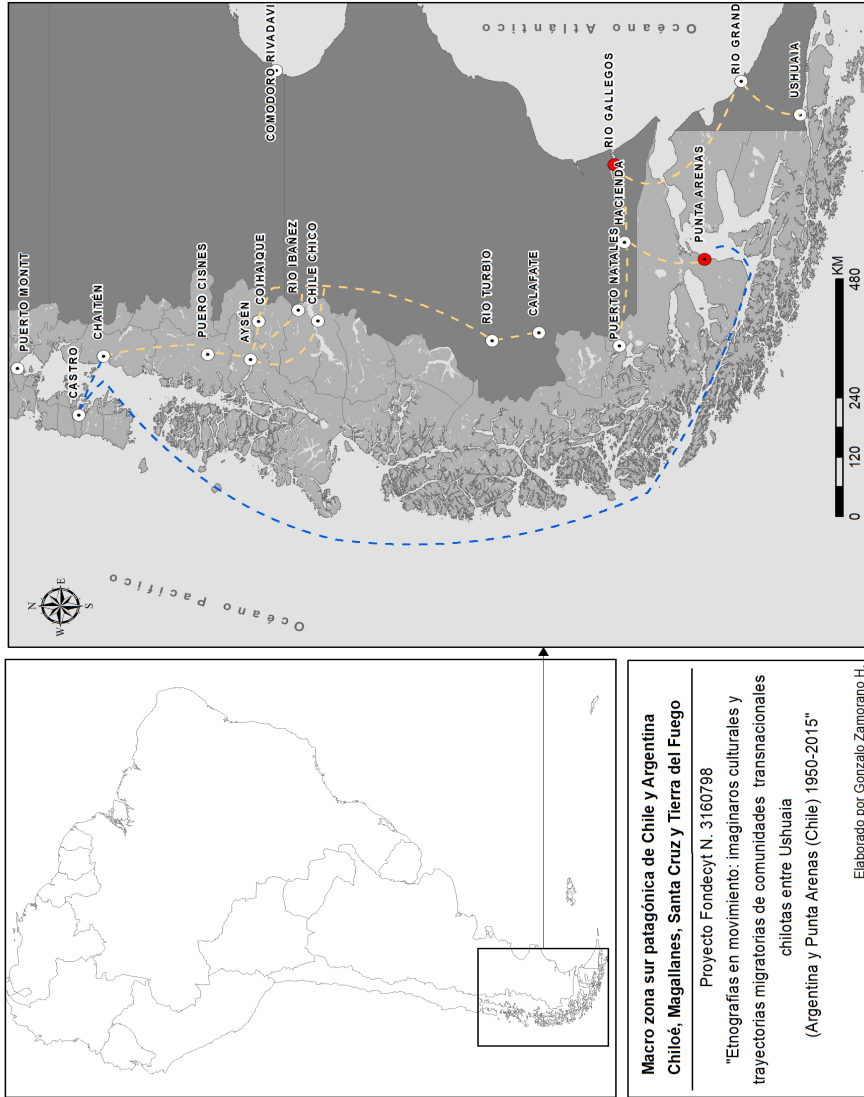 PUERTO MONTT
CASTRO
CHAITÉN
PUERO CISNES
AYSÉN
COIHAIQUE
RIO IBAÑEZ
CHILE CHICO
COMODORO RIVADAVI
RIO TURBIO
CALAFATE
PUERTO NATALES
HACIENDA
RIO GALLEGOS
PUNTA ARENAS
RIO GRAND
USHUAIA
Océano Atlántico
Océano Pacífico
N
E
S
W
0
120
240
480
KM
Macro zona sur patagónica de Chile y Argentina
Chiloé, Magallanes, Santa Cruz y Tierra del Fuego
Proyecto Fondecyt N. 3160798
"Etnografías en movimiento: imaginaros culturales y
trayectorias migratorias de comunidades transnacionales
chilotas entre Ushuaia
(Argentina y Punta Arenas (Chile) 1950-2015"
Elaborado por Gonzalo Zamorano H.